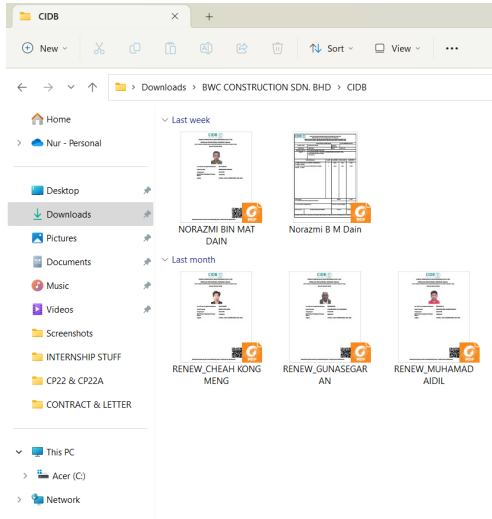 CIDB
New
Sort
View
Downloads > BWC CONSTRUCTION SDN. BHD > CIDB
Home
Nur - Personal
Desktop
Downloads
Pictures
Documents
Music
Videos
Screenshots
INTERNSHIP STUFF
CP22 & CP22A
CONTRACT & LETTER
This PC
Acer (C:)
Network
Last week
NORAZMI BIN MAT
DAIN
Norazmi B M Dain
Last month
RENEW_CHEAH KONG
MENG
RENEW_GUNASEGAR
AN
RENEW_MUHAMAD
AIDIL